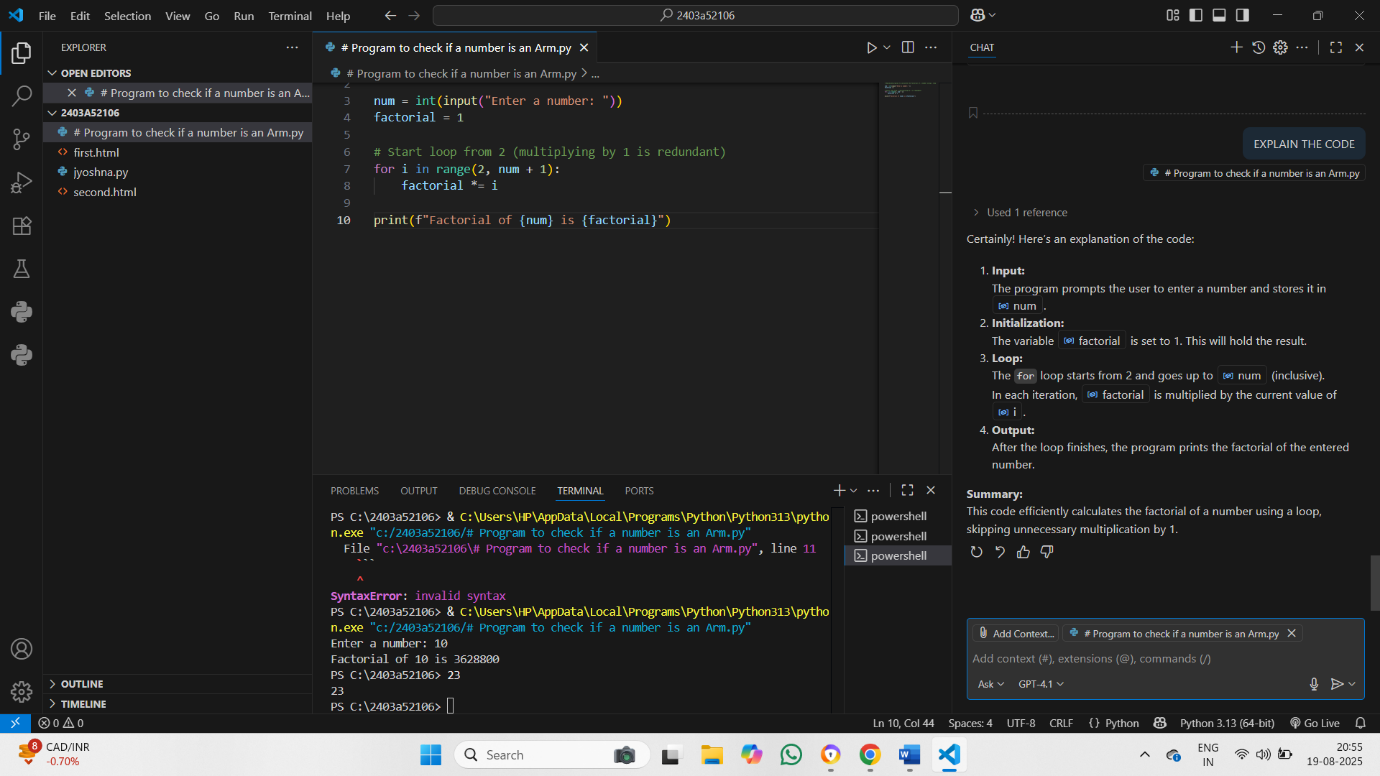 File Edit Selection View Go Run Terminal Help
2403a52106
EXPLORER
OPEN EDITORS
# Program to check if a number is an A...
2403A52106
# Program to check if a number is an Arm.py
first.html
jyoshna.py
second.html
OUTLINE
TIMELINE
# Program to check if a number is an Arm.py
# Program to check if a number is an Arm.py > ...
2
3 num = int(input("Enter a number: "))
4 factorial = 1
5
6 # Start loop from 2 (multiplying by 1 is redundant)
7 for i in range(2, num + 1):
8 factorial *= i
9
10 print(f"Factorial of {num} is {factorial}")
PROBLEMS OUTPUT DEBUG CONSOLE TERMINAL PORTS
PS C:\2403a52106> & C:\Users\HP\AppData\Local\Programs\Python\Python313\pytho
n.exe "c:/2403a52106/# Program to check if a number is an Arm.py"
File "c:\2403a52106\# Program to check if a number is an Arm.py", line 11
```
^
SyntaxError: invalid syntax
PS C:\2403a52106> & C:\Users\HP\AppData\Local\Programs\Python\Python313\pytho
n.exe "c:/2403a52106/# Program to check if a number is an Arm.py"
Enter a number: 10
Factorial of 10 is 3628800
PS C:\2403a52106> 23
23
PS C:\2403a52106>
powershell
powershell
powershell
CHAT
EXPLAIN THE CODE
# Program to check if a number is an Arm.py
Used 1 reference
Certainly! Here's an explanation of the code:
1. Input:
The program prompts the user to enter a number and stores it in
num .
2. Initialization:
The variable factorial is set to 1. This will hold the result.
3. Loop:
The for loop starts from 2 and goes up to num (inclusive).
In each iteration, factorial is multiplied by the current value of
i .
4. Output:
After the loop finishes, the program prints the factorial of the entered
number.
Summary:
This code efficiently calculates the factorial of a number using a loop,
skipping unnecessary multiplication by 1.
Add Context... # Program to check if a number is an Arm.py
Add context (#), extensions (@), commands (/)
Ask GPT-4.1
0 0
Ln 10, Col 44 Spaces: 4 UTF-8 CRLF {} Python Python 3.13 (64-bit) Go Live
8 CAD/INR
-0.70%
Search
ENG
IN
20:55
19-08-2025